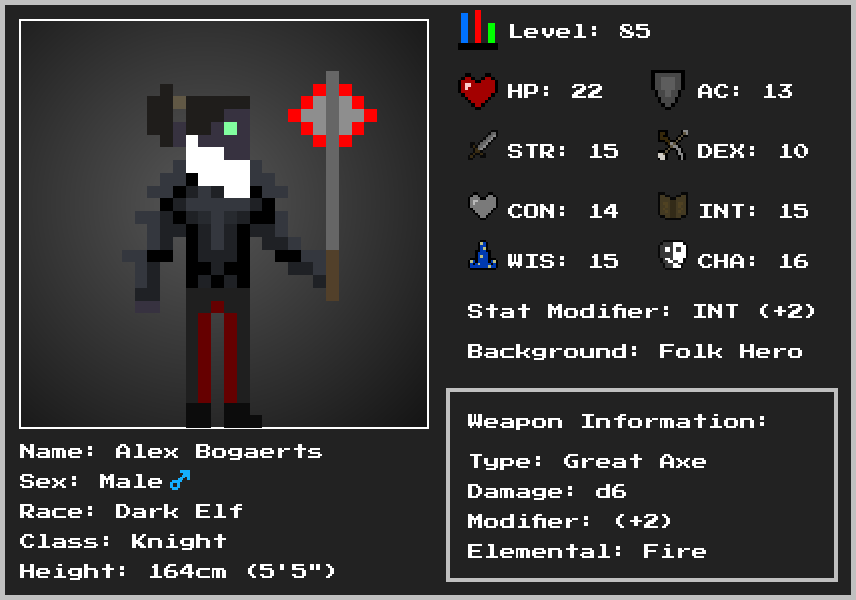 Level: 85
HP: 22
AC: 13
STR: 15
DEX: 10
CON: 14
INT: 15
WIS: 15
CHA: 16
Stat Modifier: INT (+2)
Background: Folk Hero
Weapon Information:
Type: Great Axe
Damage: d6
Modifier: (+2)
Elemental: Fire
Name: Alex Bogaerts
Sex: Male ♂
Race: Dark Elf
Class: Knight
Height: 164cm (5'5")